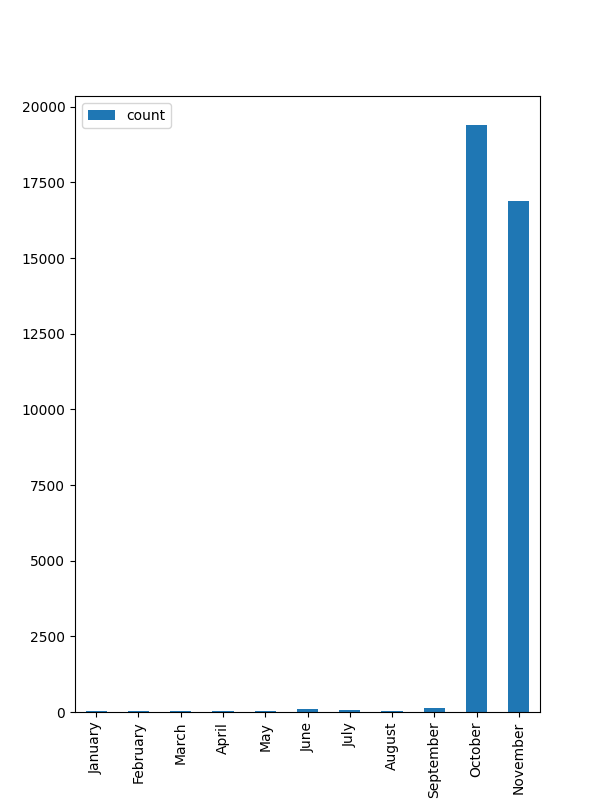 count
20000
17500
15000
12500
10000
7500
5000
2500
0
January
February
March
April
May
June
July
August
September
October
November